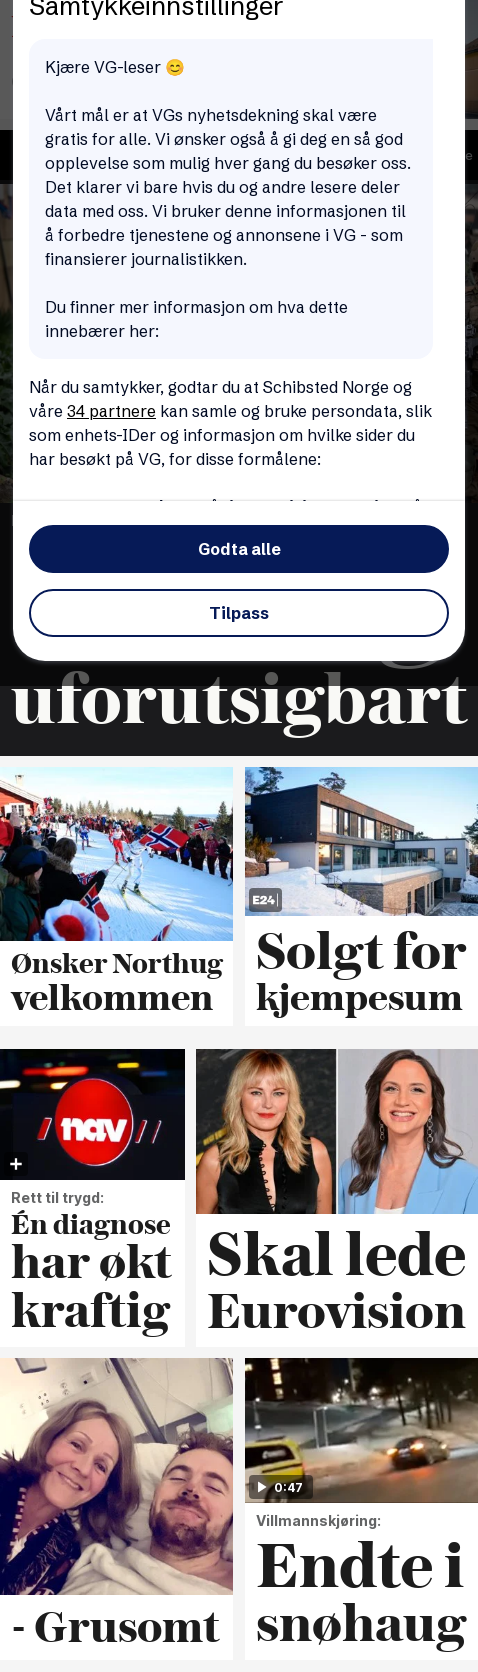 Samtykkeinnstillinger
Kjære VG-leser 😊
Vårt mål er at VGs nyhetsdekning skal være
gratis for alle. Vi ønsker også å gi deg en så god
opplevelse som mulig hver gang du besøker oss.
Det klarer vi bare hvis du og andre lesere deler
data med oss. Vi bruker denne informasjonen til
å forbedre tjenestene og annonsene i VG - som
finansierer journalistikken.
Du finner mer informasjon om hva dette
innebærer her:
Når du samtykker, godtar du at Schibsted Norge og
våre 34 partnere kan samle og bruke persondata, slik
som enhets-IDer og informasjon om hvilke sider du
har besøkt på VG, for disse formålene:
Godta alle
Tilpass
uforutsigbart
E24
Ønsker Northug
velkommen
Solgt for
kjempesum
nav
Rett til trygd:
Én diagnose
har økt
kraftig
Skal lede
Eurovision
0:47
- Grusomt
Villmannskjøring:
Endte i
snøhaug